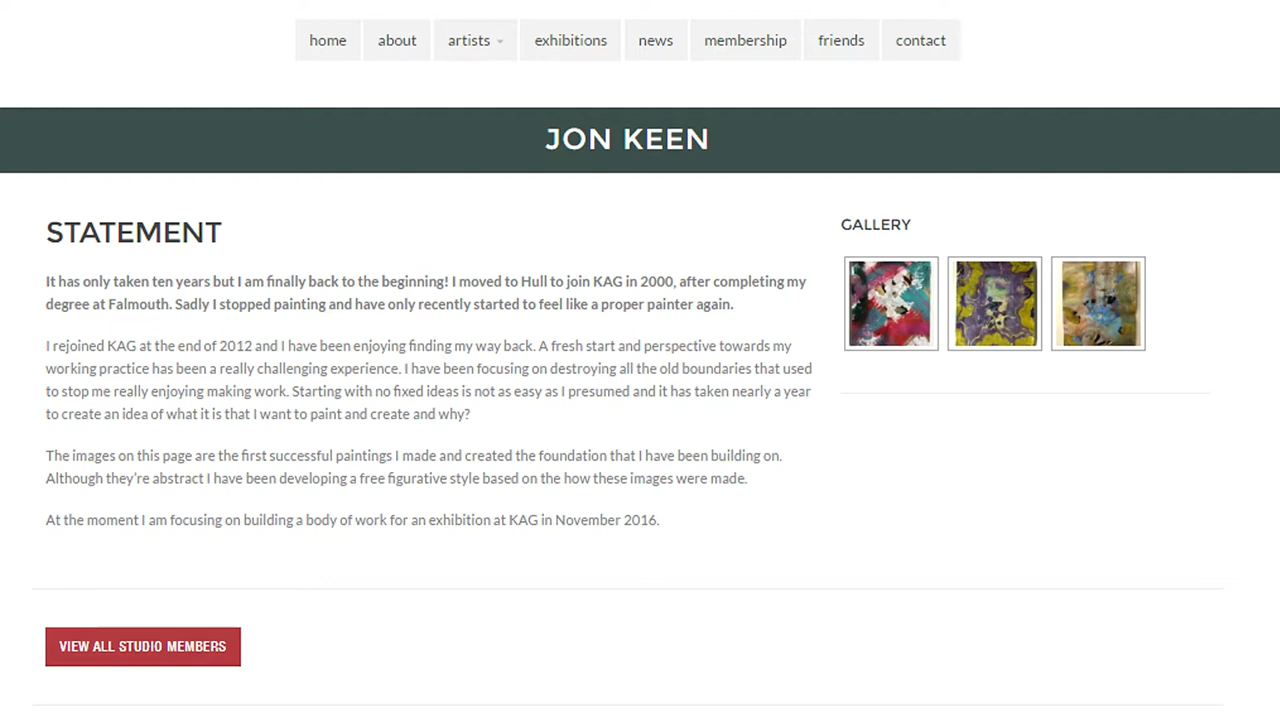 home about artists exhibitions news membership friends contact
JON KEEN
STATEMENT
It has only taken ten years but I am finally back to the beginning! I moved to Hull to join KAG in 2000, after completing my
degree at Falmouth. Sadly I stopped painting and have only recently started to feel like a proper painter again.
I rejoined KAG at the end of 2012 and I have been enjoying finding my way back. A fresh start and perspective towards my
working practice has been a really challenging experience. I have been focusing on destroying all the old boundaries that used
to stop me really enjoying making work. Starting with no fixed ideas is not as easy as I presumed and it has taken nearly a year
to create an idea of what it is that I want to paint and create and why?
The images on this page are the first successful paintings I made and created the foundation that I have been building on.
Although they're abstract I have been developing a free figurative style based on the how these images were made.
At the moment I am focusing on building a body of work for an exhibition at KAG in November 2016.
GALLERY
VIEW ALL STUDIO MEMBERS